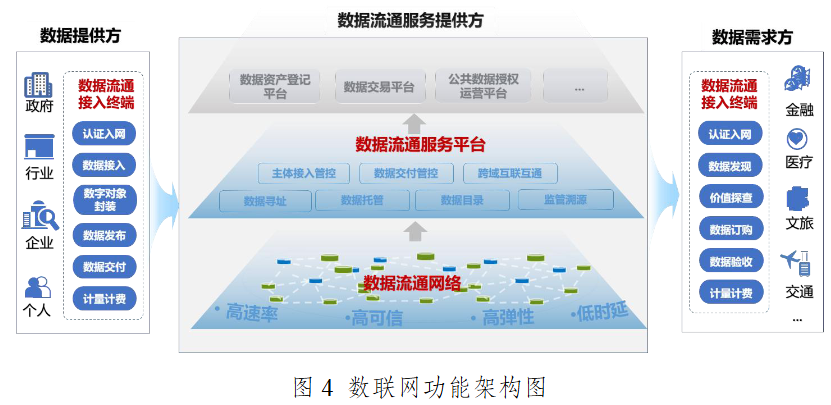 数据提供方
政府
行业
企业
个人
数据流通
接入终端
认证入网
数据接入
数字对象
封装
数据发布
数据交付
计量计费
数据流通服务提供方
数据资产登记
平台
数据交易平台
公共数据授权
运营平台
...
数据流通服务平台
主体接入管控
数据交付管控
跨域互联互通
数据寻址
数据托管
数据目录
监管溯源
数据流通网络
•高速率
•高可信
•高弹性
•低时延
数据需求方
数据流通
接入终端
认证入网
数据发现
价值探查
数据订购
数据验收
计量计费
金融
医疗
文旅
交通
...
图 4 数联网功能架构图